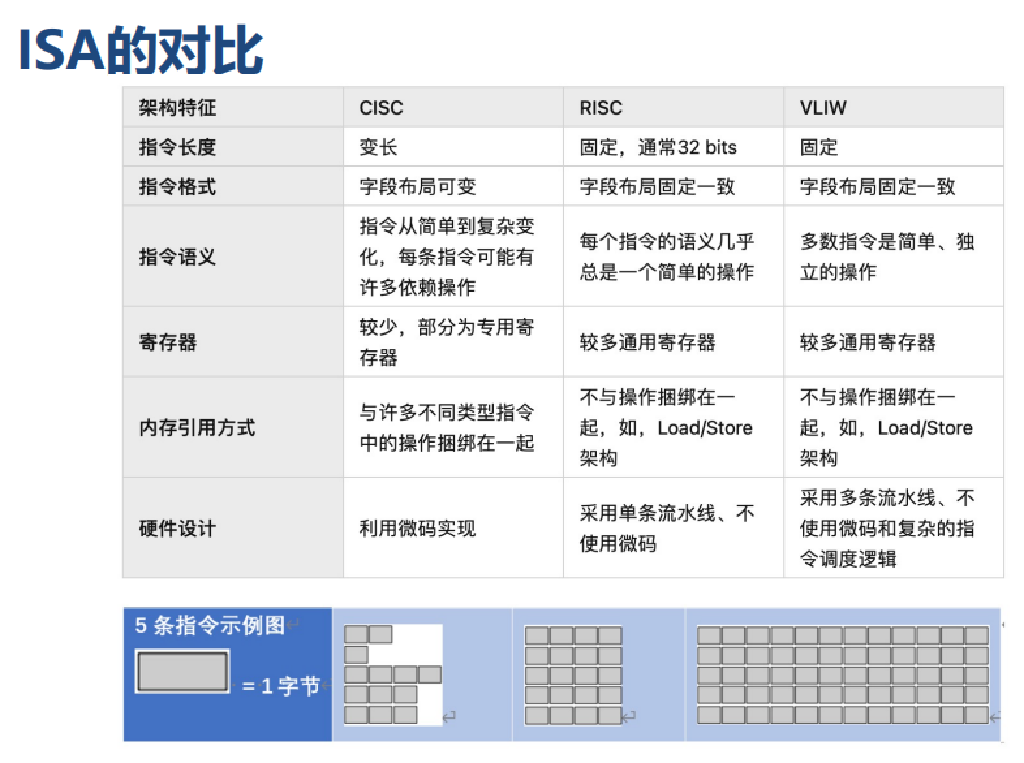 ISA的对比
架构特征 CISC RISC VLIW
指令长度 变长 固定，通常32 bits 固定
指令格式 字段布局可变 字段布局固定一致 字段布局固定一致
指令语义
指令从简单到复杂变
化，每条指令可能有
许多依赖操作
每个指令的语义几乎
总是一个简单的操作
多数指令是简单、独
立的操作
寄存器
较少，部分为专用寄
存器
较多通用寄存器
较多通用寄存器
内存引用方式
与许多不同类型指令
中的操作捆绑在一起
不与操作捆绑在一
起，如，Load/Store
架构
不与操作捆绑在一
起，如，Load/Store
架构
硬件设计
利用微码实现
采用单条流水线、不
使用微码
采用多条流水线、不
使用微码和复杂的指
令调度逻辑
5 条指令示例图
= 1 字节